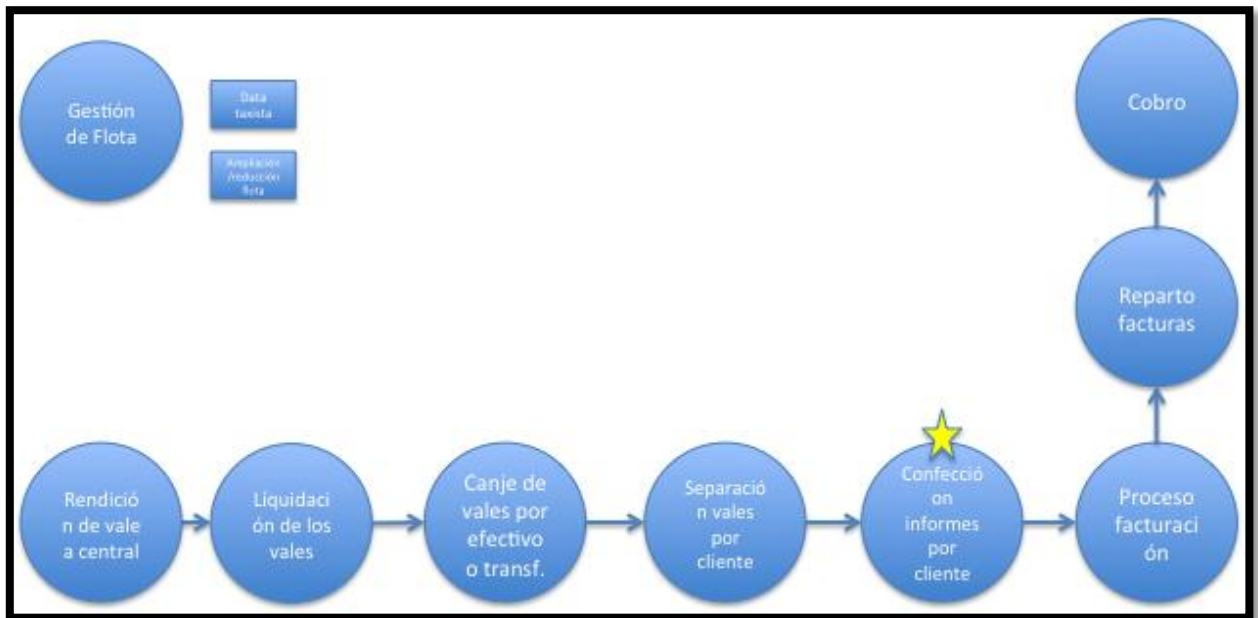 Gestión
de Flota
Data
taxista
Ampliación
/reducción
flota
Cobro
Reparto
facturas
Rendició
n de vale
a central
Liquidaci
ón de los
vales
Canje de
vales por
efectivo
o transf.
Separació
n vales
por
cliente
Confecció
on
informes
por
cliente
Proceso
facturaci
ón